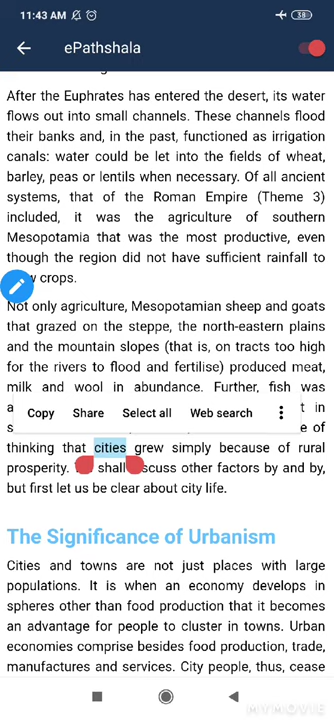 11:43 AM
38
ePathshala
After the Euphrates has entered the desert, its water
flows out into small channels. These channels flood
their banks and, in the past, functioned as irrigation
canals: water could be let into the fields of wheat,
barley, peas or lentils when necessary. Of all ancient
systems, that of the Roman Empire (Theme 3)
included, it was the agriculture of southern
Mesopotamia that was the most productive, even
though the region did not have sufficient rainfall to
crops.
Not only agriculture, Mesopotamian sheep and goats
that grazed on the steppe, the north-eastern plains
and the mountain slopes (that is, on tracts too high
for the rivers to flood and fertilise) produced meat,
milk and wool in abundance. Further, fish was
Copy Share Select all Web search
in
of
thinking that cities grew simply because of rural
prosperity. shall discuss other factors by and by,
but first let us be clear about city life.
The Significance of Urbanism
Cities and towns are not just places with large
populations. It is when an economy develops in
spheres other than food production that it becomes
an advantage for people to cluster in towns. Urban
economies comprise besides food production, trade,
manufactures and services. City people, thus, cease
MYMOVIE